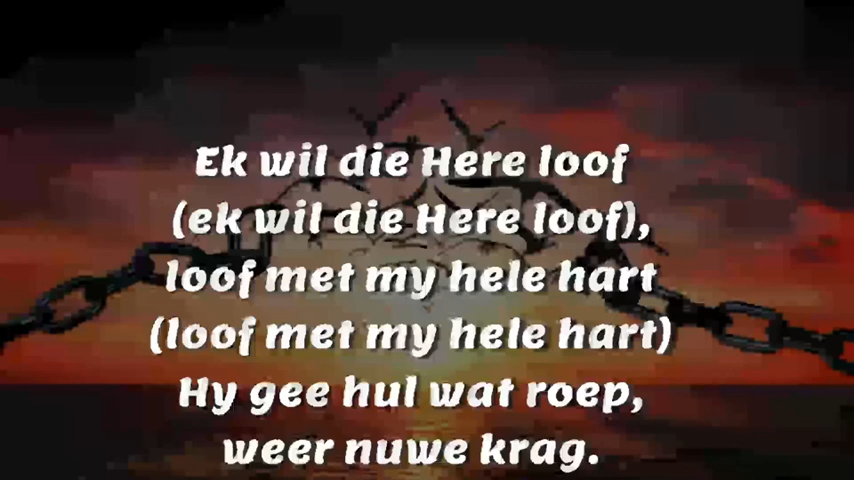 Ek wil die Here loof
(ek wil die Here loof),
loof met my hele hart
(loof met my hele hart)
Hy gee hul wat roep,
weer nuwe krag.